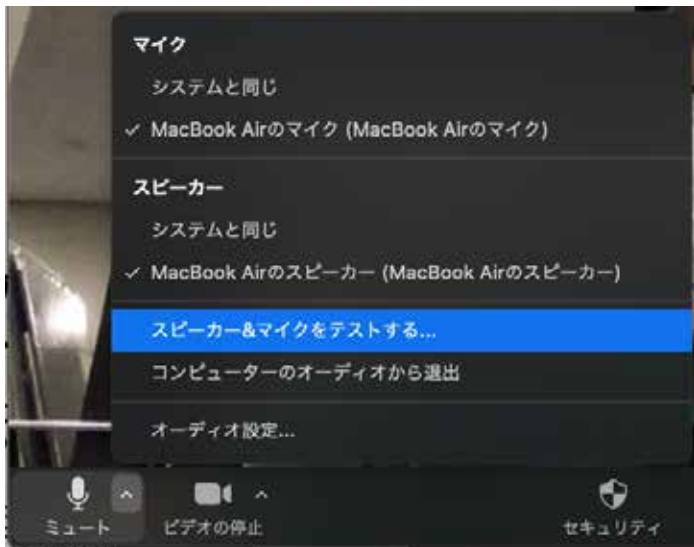 マイク
システムと同じ
✓ MacBook Airのマイク (MacBook Airのマイク)
スピーカー
システムと同じ
✓ MacBook Airのスピーカー (MacBook Airのスピーカー)
スピーカー&マイクをテストする...
コンピューターのオーディオから退出
オーディオ設定...
ミュート ビデオの停止 セキュリティ